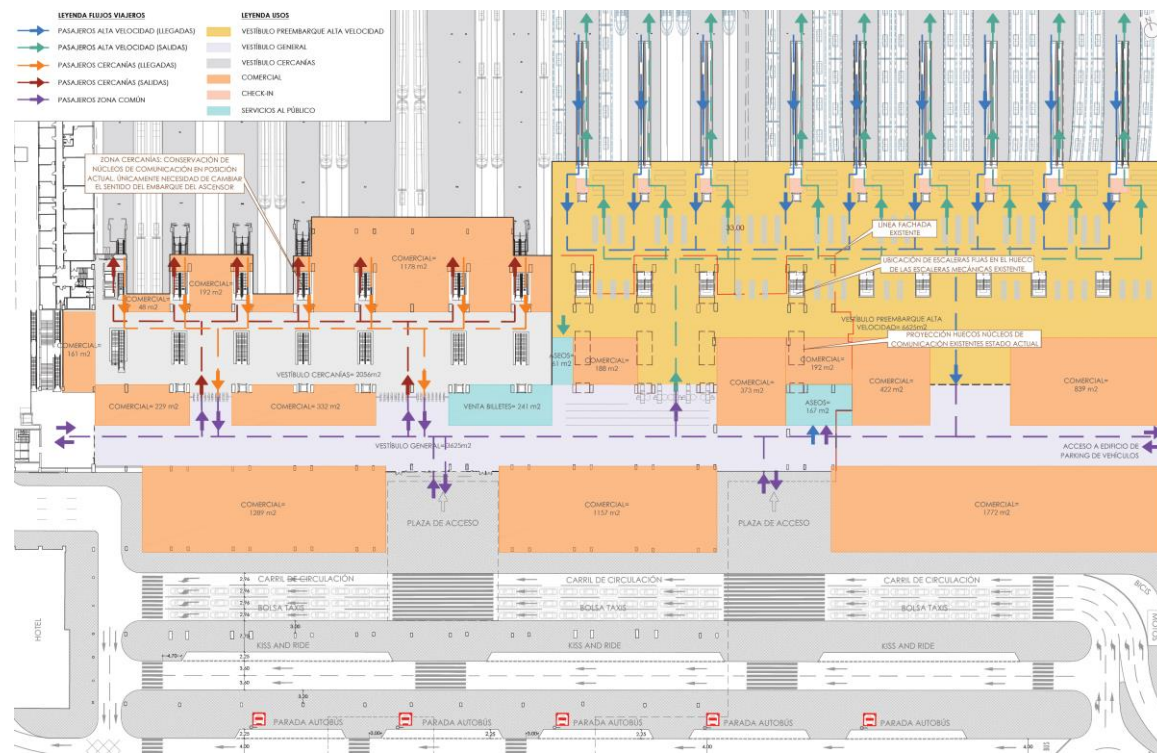 LEYENDA FLUJOS VIAJEROS
PASAJEROS ALTA VELOCIDAD (LLEGADAS)
PASAJEROS ALTA VELOCIDAD (SALIDAS)
PASAJEROS CERCANÍAS (LLEGADAS)
PASAJEROS CERCANÍAS (SALIDAS)
PASAJEROS ZONA COMÚN
LEYENDA USOS
VESTÍBULO PREEMBARQUE ALTA VELOCIDAD
VESTÍBULO GENERAL
VESTÍBULO CERCANÍAS
COMERCIAL
CHECK-IN
SERVICIOS AL PÚBLICO
ZONA CERCANÍAS: CONSERVACIÓN DE
NÚCLEOS DE COMUNICACIÓN EN POSICIÓN
ACTUAL. ÚNICAMENTE NECESIDAD DE CAMBIAR
EL SENTIDO DEL EMBARQUE DEL ASCENSOR
LÍNEA FACHADA
EXISTENTE
UBICACIÓN DE ESCALERAS FIJAS EN EL HUECO
DE LAS ESCALERAS MECÁNICAS EXISTENTE.
VESTÍBULO PREEMBARQUE ALTA
VELOCIDAD= 6625m2
PROYECCIÓN HUECOS NÚCLEOS DE
COMUNICACIÓN EXISTENTES ESTADO ACTUAL
COMERCIAL=
1178 m2
COMERCIAL=
192 m2
COMERCIAL=
48 m2
COMERCIAL=
161 m2
VESTÍBULO CERCANÍAS= 2056m2
ASEOS=
61 m2
COMERCIAL=
188 m2
COMERCIAL=
373 m2
COMERCIAL=
192 m2
COMERCIAL=
422 m2
COMERCIAL=
839 m2
COMERCIAL= 229 m2
COMERCIAL= 332 m2
VENTA BILLETES= 241 m2
ASEOS=
167 m2
VESTÍBULO GENERAL= 3625m2
ACCESO A EDIFICIO DE
PARKING DE VEHÍCULOS
COMERCIAL=
1289 m2
PLAZA DE ACCESO
COMERCIAL=
1157 m2
PLAZA DE ACCESO
COMERCIAL=
1772 m2
CARRIL DE CIRCULACIÓN
CARRIL DE CIRCULACIÓN
CARRIL DE CIRCULACIÓN
BOLSA TAXIS
BOLSA TAXIS
BOLSA TAXIS
KISS AND RIDE
KISS AND RIDE
KISS AND RIDE
PARADA AUTOBÚS
PARADA AUTOBÚS
PARADA AUTOBÚS
PARADA AUTOBÚS
PARADA AUTOBÚS
HOTEL
BICIS
MOTOS